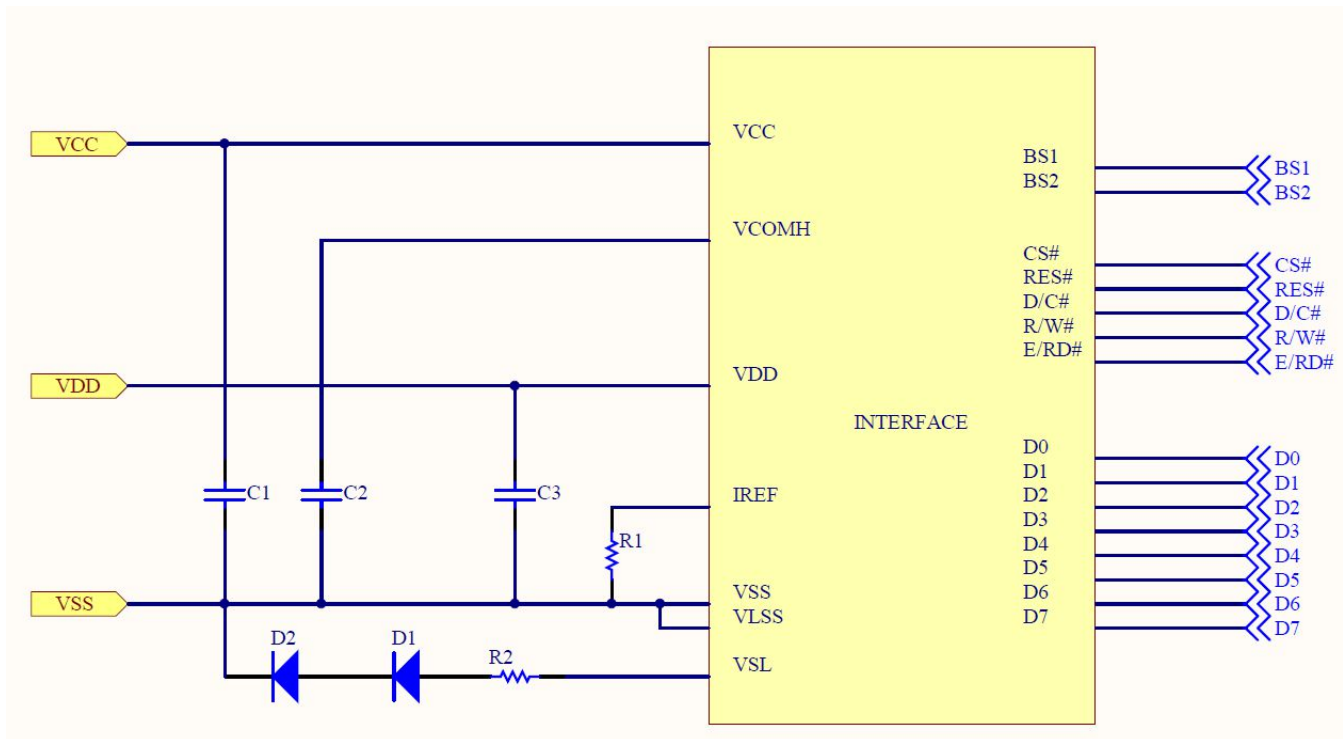 VCC
VCC
BS1
BS1
BS2
BS2
VCOMH
CS#
CS#
RES#
RES#
D/C#
D/C#
R/W#
R/W#
E/RD#
E/RD#
VDD
VDD
INTERFACE
D0
D0
D1
D1
C1
C2
C3
IREF
D2
D2
D3
D3
R1
D4
D4
D5
D5
VSS
VSS
D6
D6
VLSS
D7
D7
D2
D1
R2
VSL